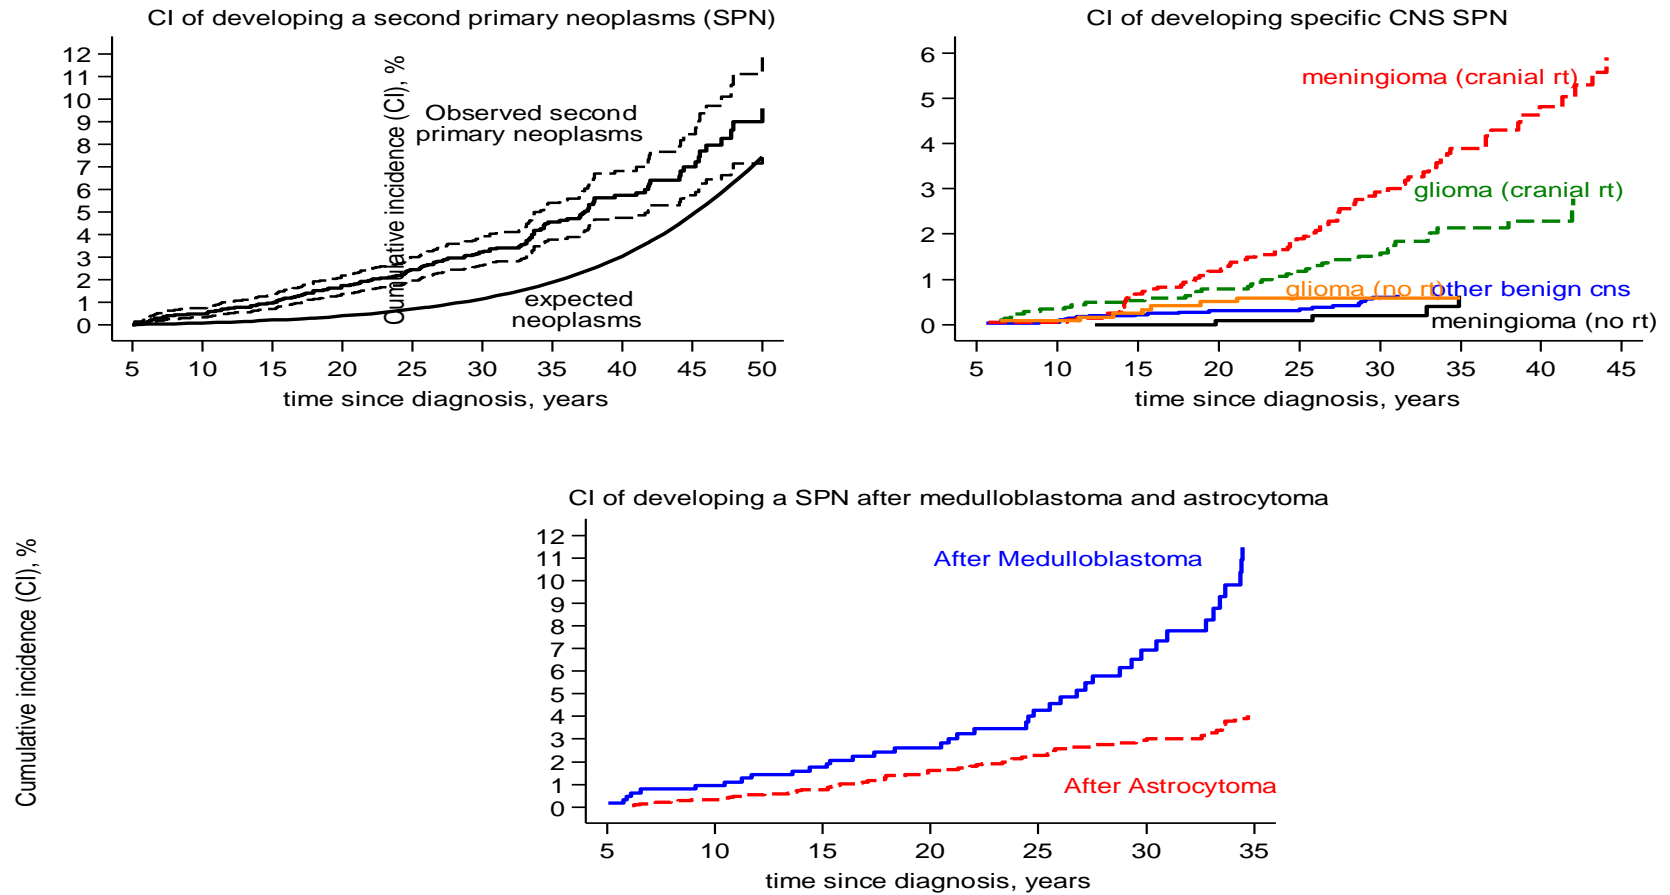 CI of developing a second primary neoplasms (SPN)
12
11
10
9
8
7
6
5
4
3
2
1
0
Cumulative incidence (CI), %
Observed second
primary neoplasms
expected
neoplasms
5 10 15 20 25 30 35 40 45 50
time since diagnosis, years
CI of developing specific CNS SPN
6
5
4
3
2
1
0
meningioma (cranial rt)
glioma (cranial rt)
glioma (no rt)
other benign cns
meningioma (no rt)
5 10 15 20 25 30 35 40 45
time since diagnosis, years
Cumulative incidence (CI), %
CI of developing a SPN after medulloblastoma and astrocytoma
12
11
10
9
8
7
6
5
4
3
2
1
0
After Medulloblastoma
After Astrocytoma
5 10 15 20 25 30 35
time since diagnosis, years